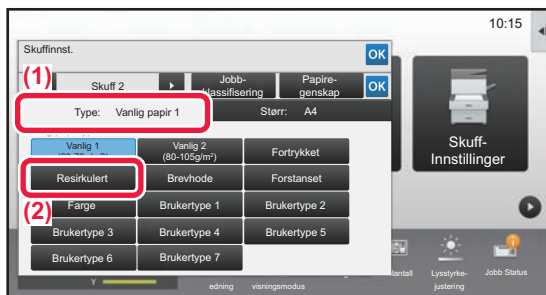 10:15
Skuffinnst.
OK
(1)
Skuff 2
Jobb-
klassifisering
Papire-
genskap
OK
Type: Vanlig papir 1
Størr: A4
Vanlig 1
Vanlig 2
(80-105g/m²)
Fortrykket
Resirkulert
Brevhode
Forstanset
(2)
Farge
Brukertype 1
Brukertype 2
Brukertype 3
Brukertype 4
Brukertype 5
Brukertype 6
Brukertype 7
Skuff-
Innstillinger
Y
edning
visningsmodus
antall
Lysstyrke-
justering
Jobb Status